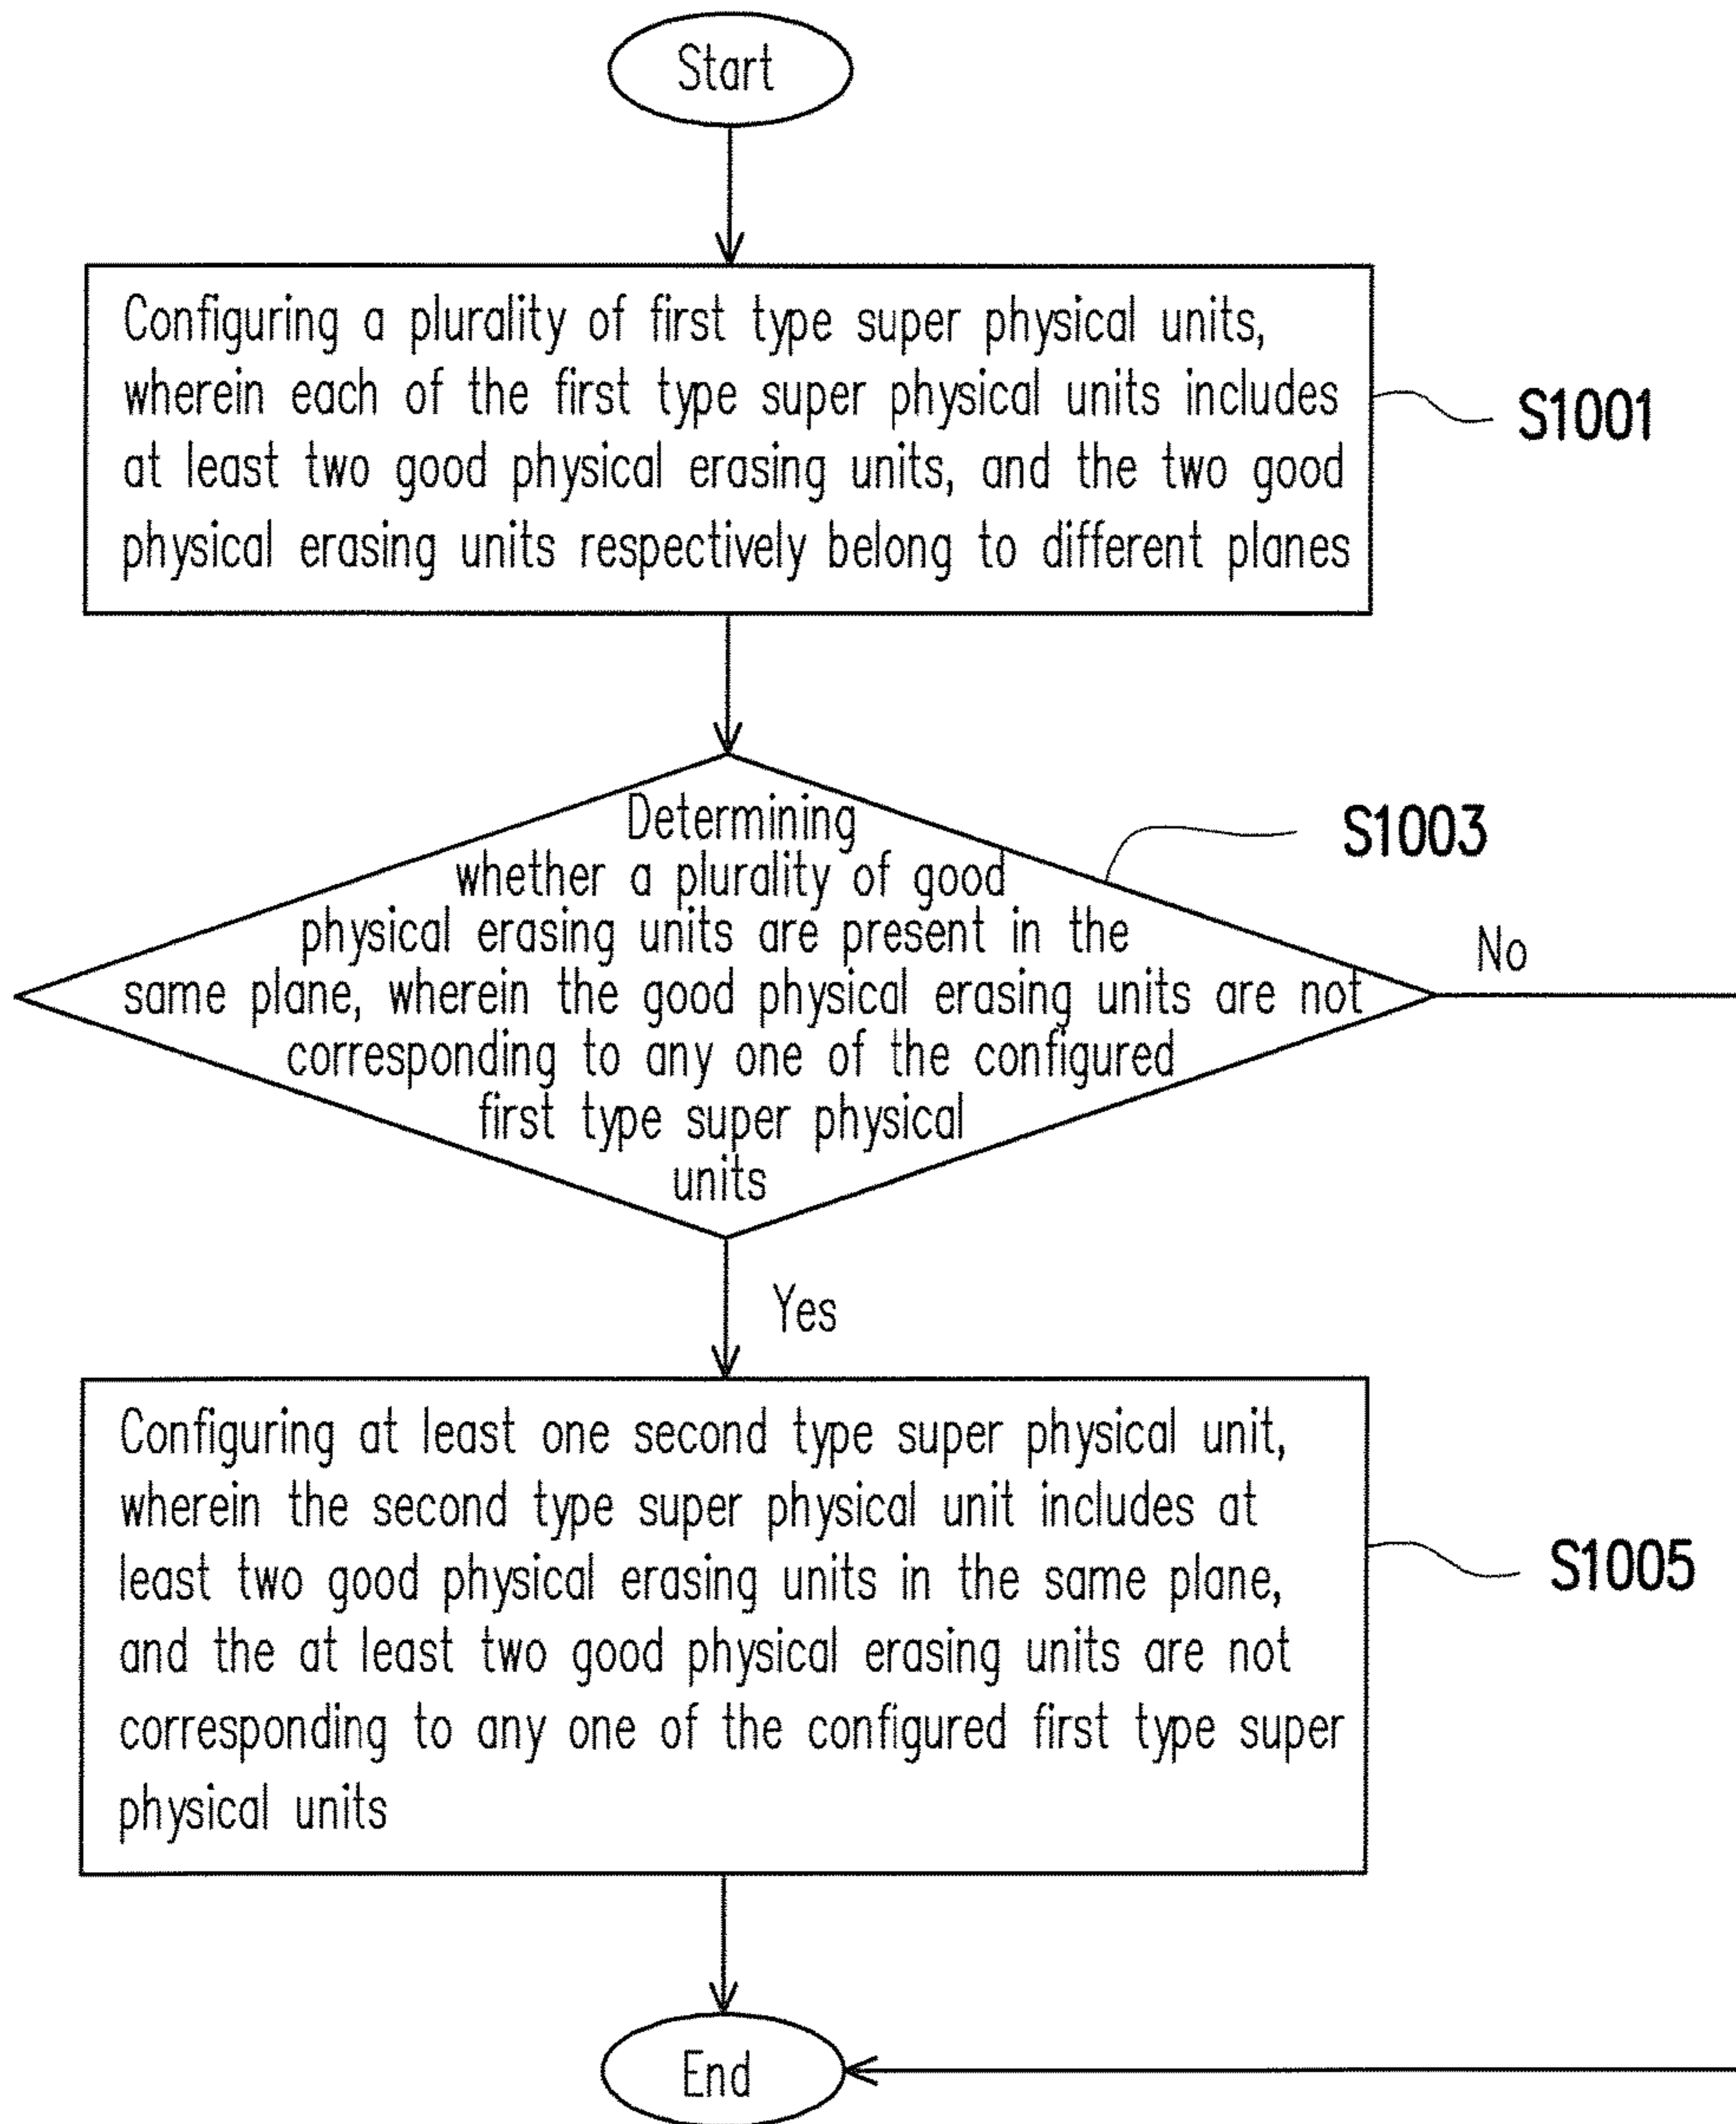 Start
Configuring a plurality of first type super physical units,
wherein each of the first type super physical units includes
at least two good physical erasing units, and the two good
physical erasing units respectively belong to different planes
S1001
Determining
whether a plurality of good
physical erasing units are present in the
same plane, wherein the good physical erasing units are not
corresponding to any one of the configured
first type super physical
units
S1003
No
Yes
Configuring at least one second type super physical unit,
wherein the second type super physical unit includes at
least two good physical erasing units in the same plane,
and the at least two good physical erasing units are not
corresponding to any one of the configured first type super
physical units
S1005
End